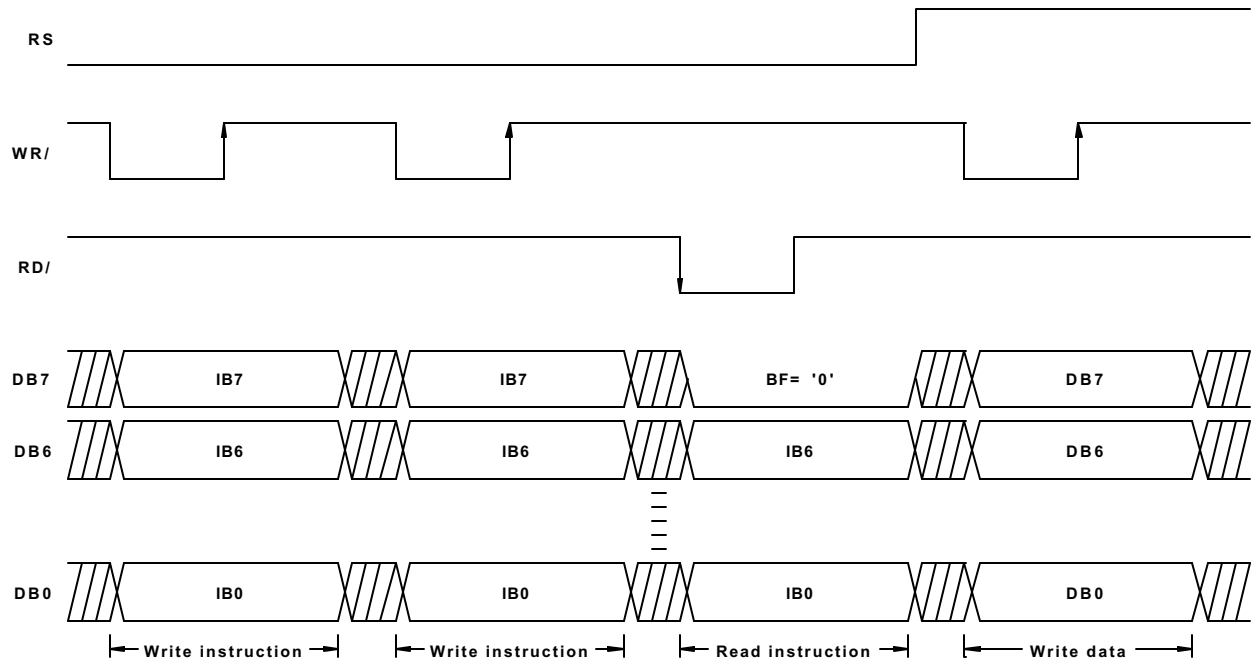 RS
WR/
RD/
DB7 IB7 IB7 BF= '0' DB7
DB6 IB6 IB6 IB6 DB6
DB0 IB0 IB0 IB0 DB0
Write instruction Write instruction Read instruction Write data